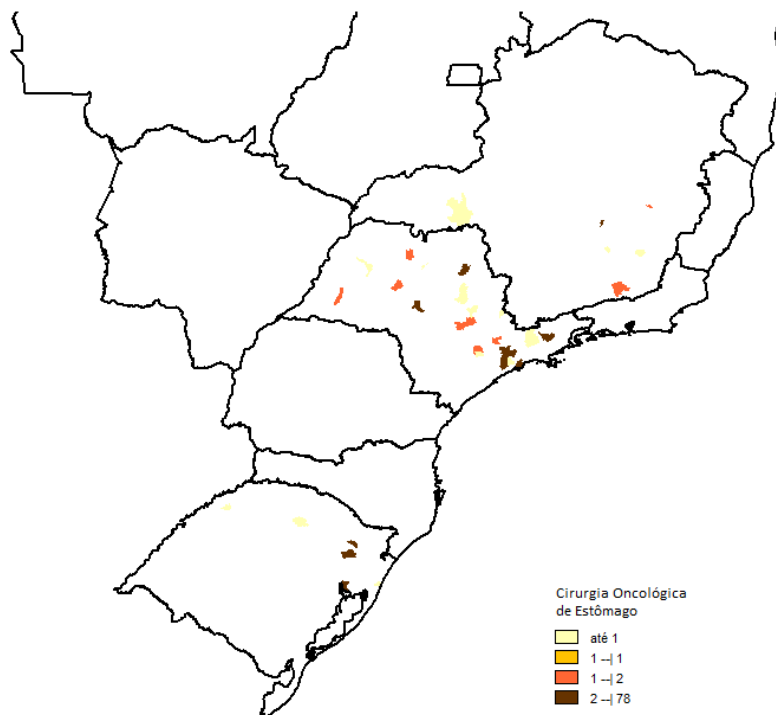 Cirurgia Oncológica
de Estômago
até 1
1 --| 1
1 --| 2
2 --| 78